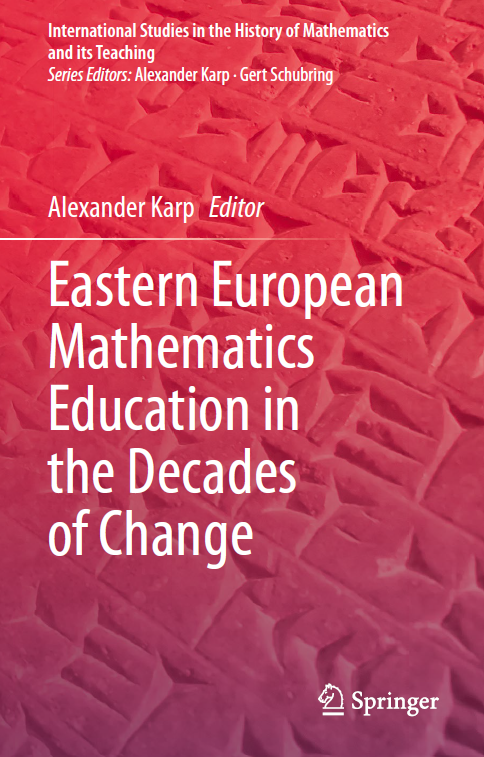 International Studies in the History of Mathematics
and its Teaching
Series Editors: Alexander Karp · Gert Schubring
Alexander Karp Editor
Eastern European
Mathematics
Education in
the Decades
of Change
Springer